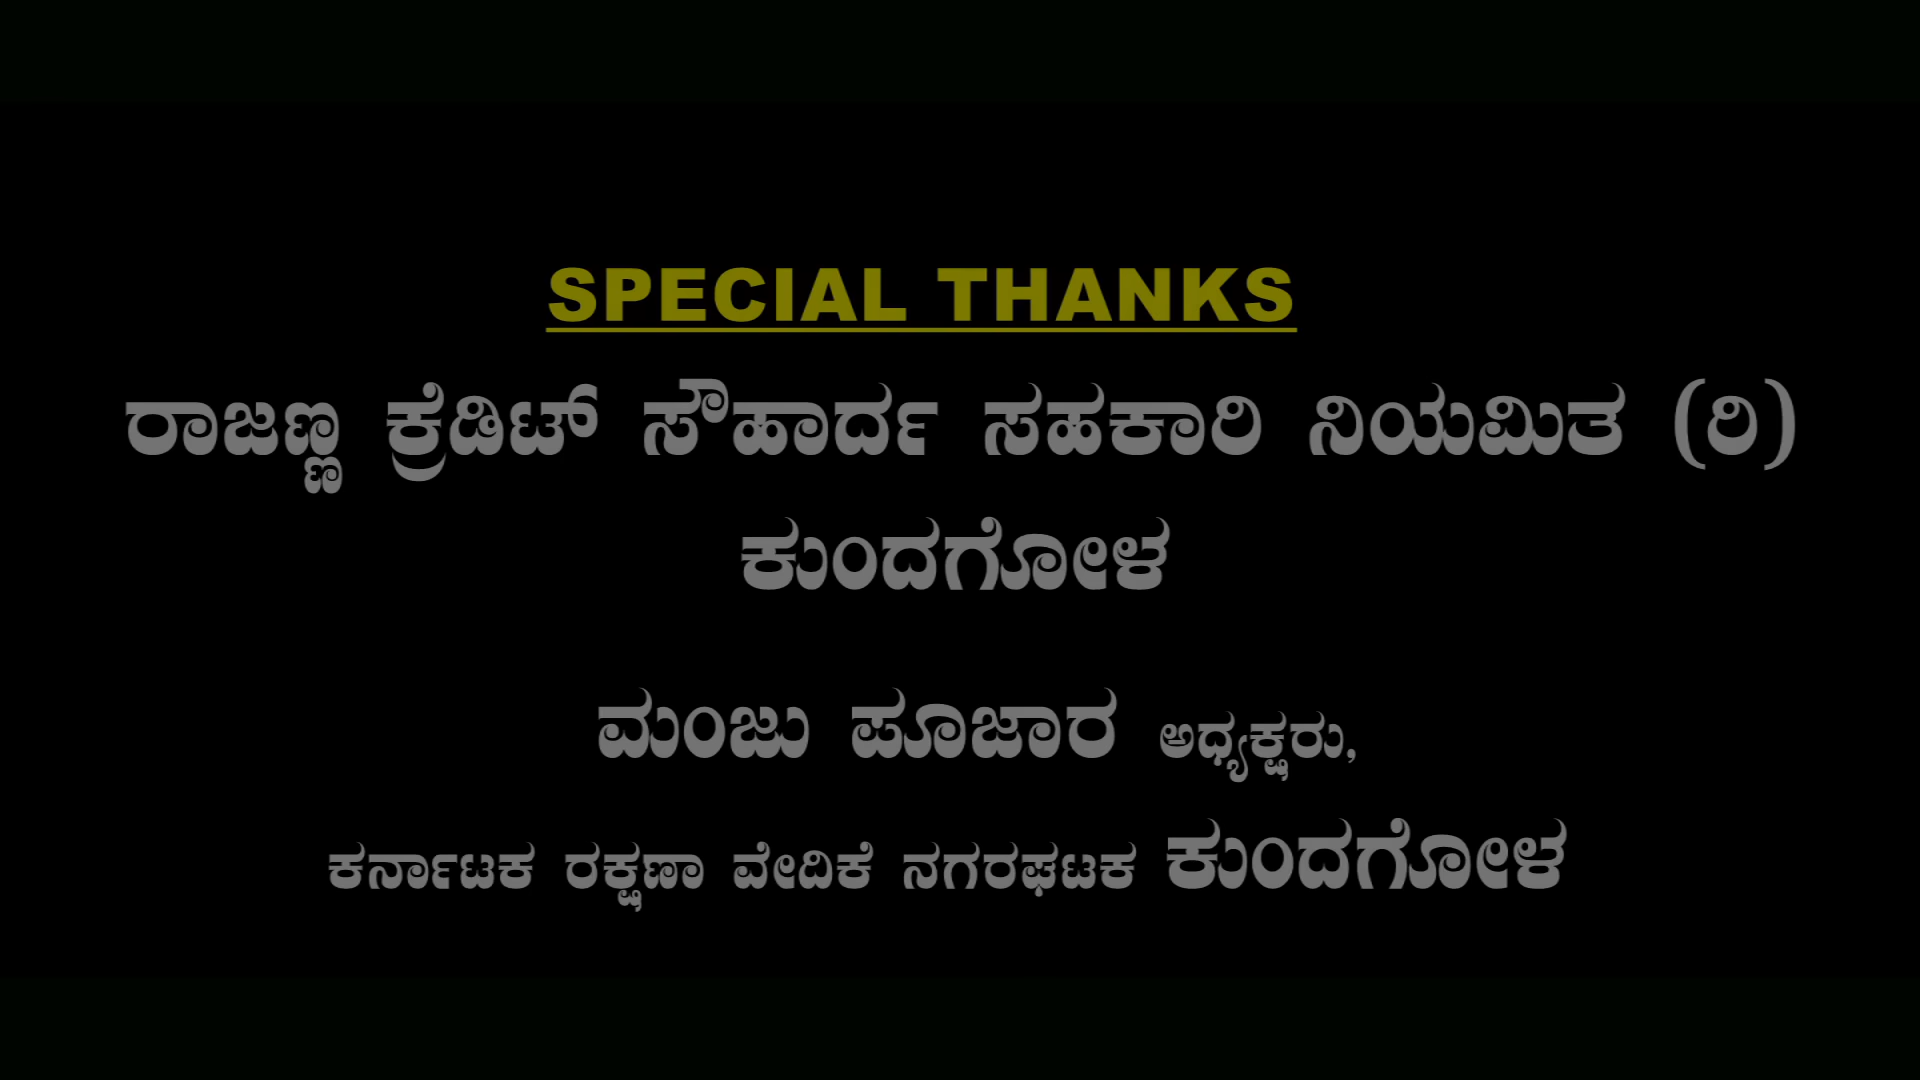 SPECIAL THANKS
ರಾಜಣ್ಣ ಕ್ರೆಡಿಟ್ ಸೌಹಾರ್ದ ಸಹಕಾರಿ ನಿಯಮಿತ (ರಿ)
ಕುಂದಗೋಳ
ಮಂಜು ಪೂಜಾರ ಅಧ್ಯಕ್ಷರು,
ಕರ್ನಾಟಕ ರಕ್ಷಣಾ ವೇದಿಕೆ ನಗರಘಟಕ ಕುಂದಗೋಳ